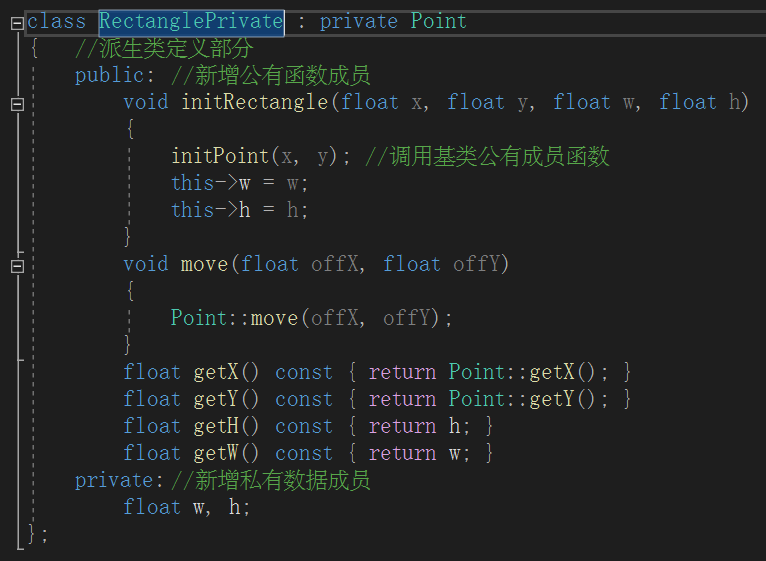 class RectanglePrivate : private Point
{ //派生类定义部分
public: //新增公有函数成员
void initRectangle(float x, float y, float w, float h)
{
initPoint(x, y); //调用基类公有成员函数
this->w = w;
this->h = h;
}
void move(float offX, float offY)
{
Point::move(offX, offY);
}
float getX() const { return Point::getX(); }
float getY() const { return Point::getY(); }
float getH() const { return h; }
float getW() const { return w; }
private: //新增私有数据成员
float w, h;
};